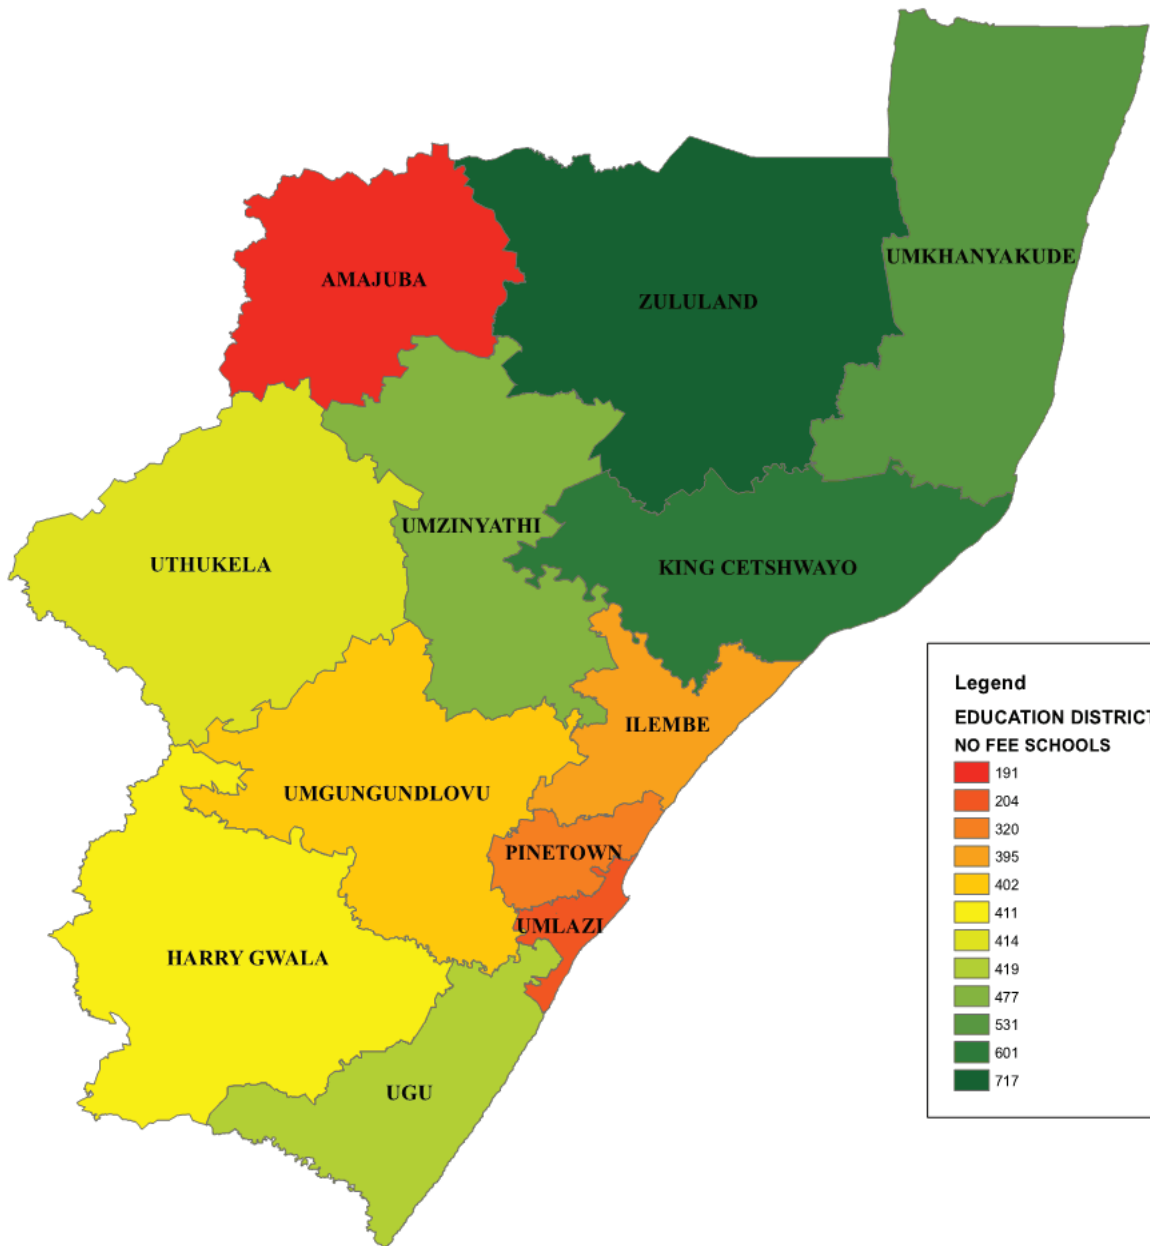 UMKHANYAKUDE
AMAJUBA
ZULULAND
UMZINYATHI
UTHUKELA
KING CETSHWAYO
ILEMBE
UMGUNGUNDLOVU
PINETOWN
UMLAZI
HARRY GWALA
UGU
Legend
EDUCATION DISTRICT
NO FEE SCHOOLS
191
204
320
395
402
411
414
419
477
531
601
717